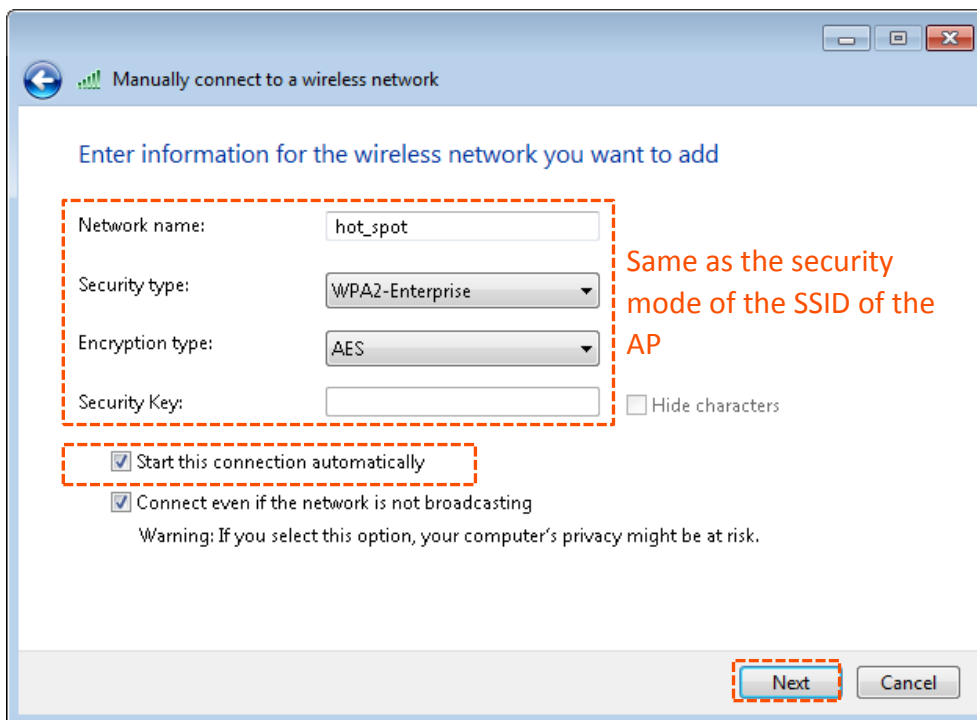 Manually connect to a wireless network
Enter information for the wireless network you want to add
Network name: hot_spot
Security type: WPA2-Enterprise
Encryption type: AES
Security Key:
Hide characters
Same as the security
mode of the SSID of the
AP
Start this connection automatically
Connect even if the network is not broadcasting
Warning: If you select this option, your computer's privacy might be at risk.
Next Cancel